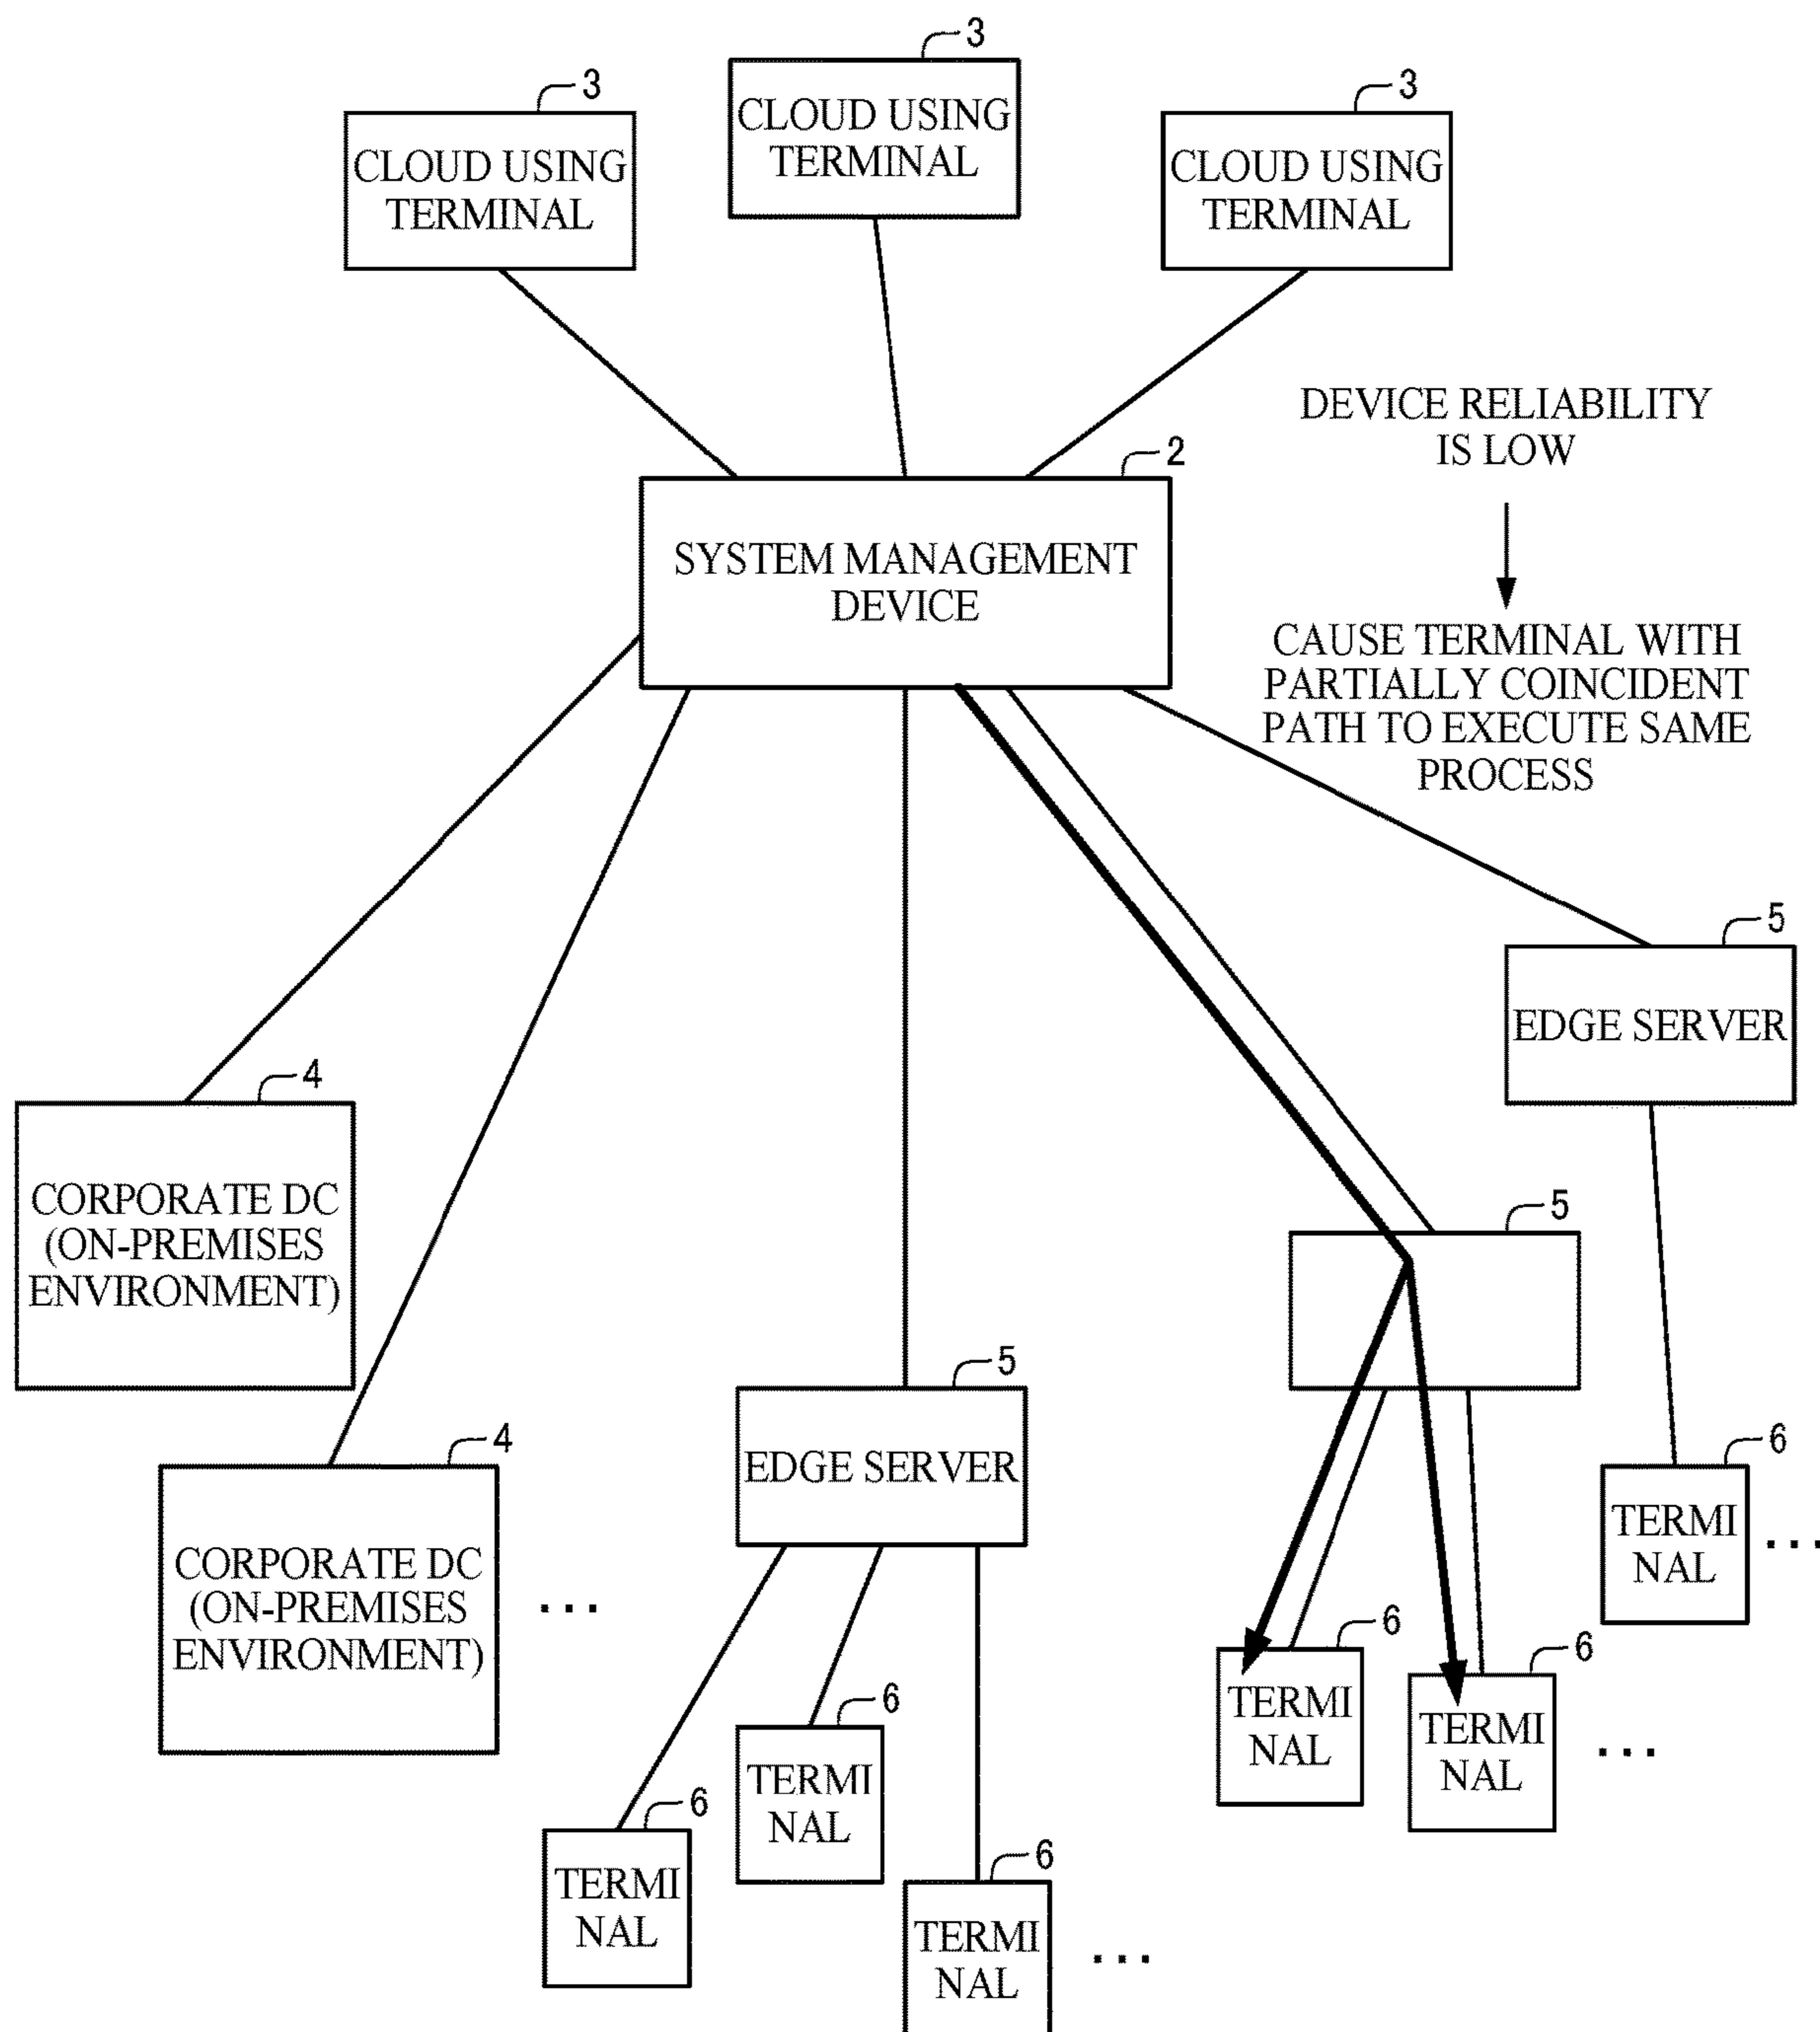 3
3
3
CLOUD USING
TERMINAL
CLOUD USING
TERMINAL
CLOUD USING
TERMINAL
DEVICE RELIABILITY
IS LOW
2
SYSTEM MANAGEMENT
DEVICE
CAUSE TERMINAL WITH
PARTIALLY COINCIDENT
PATH TO EXECUTE SAME
PROCESS
5
EDGE SERVER
4
CORPORATE DC
(ON-PREMISES
ENVIRONMENT)
5
5
EDGE SERVER
4
CORPORATE DC
(ON-PREMISES
ENVIRONMENT)
...
6
TERMI
NAL
...
6
TERMI
NAL
6
TERMI
NAL
...
6
TERMI
NAL
6
TERMI
NAL
6
TERMI
NAL
...